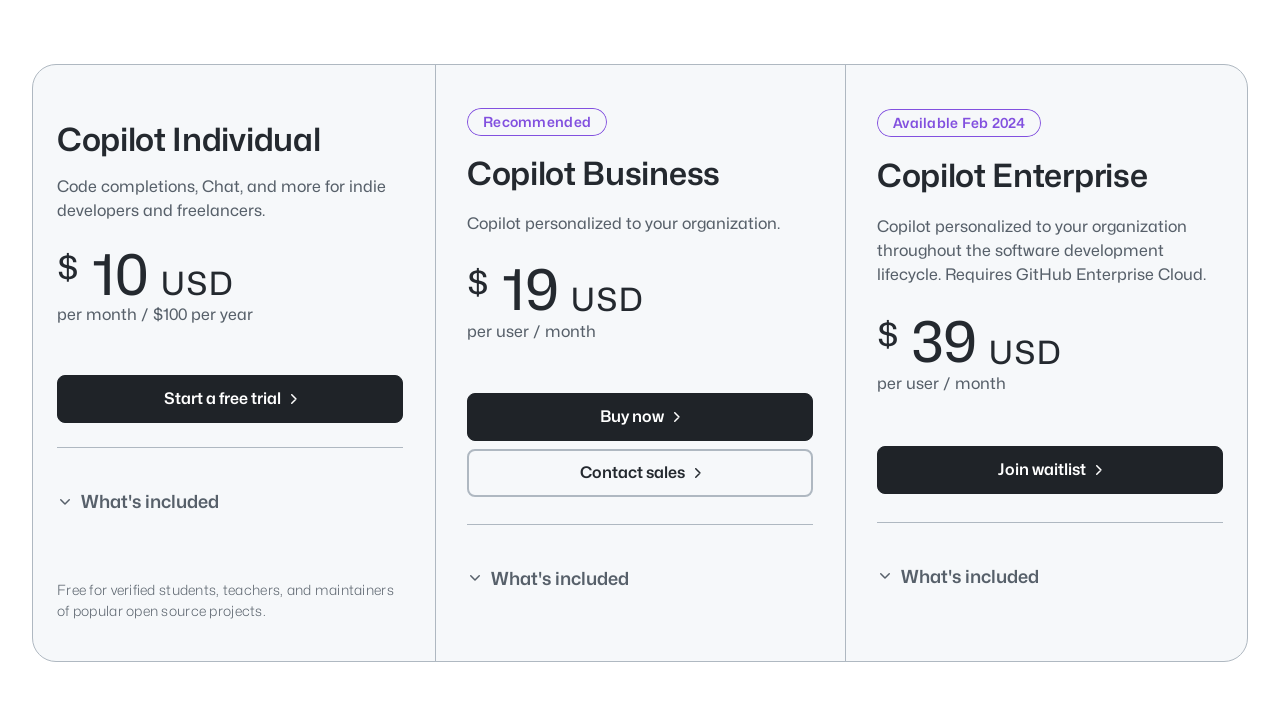 Copilot Individual
Code completions, Chat, and more for indie
developers and freelancers.
$ 10 USD
per month / $100 per year
Start a free trial
What's included
Free for verified students, teachers, and maintainers
of popular open source projects.
Recommended
Copilot Business
Copilot personalized to your organization.
$ 19 USD
per user / month
Buy now
Contact sales
What's included
Available Feb 2024
Copilot Enterprise
Copilot personalized to your organization
throughout the software development
lifecycle. Requires GitHub Enterprise Cloud.
$ 39 USD
per user / month
Join waitlist
What's included